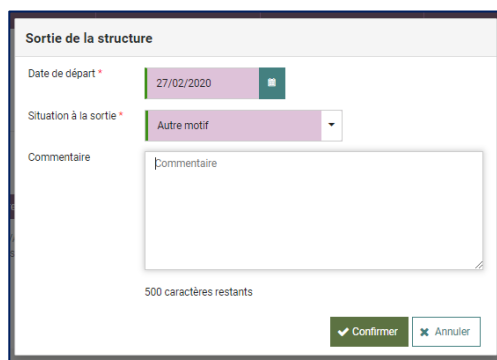 Sortie de la structure
Date de départ *
27/02/2020
Situation à la sortie *
Autre motif
Commentaire
Commentaire
500 caractères restants
Confirmer
Annuler